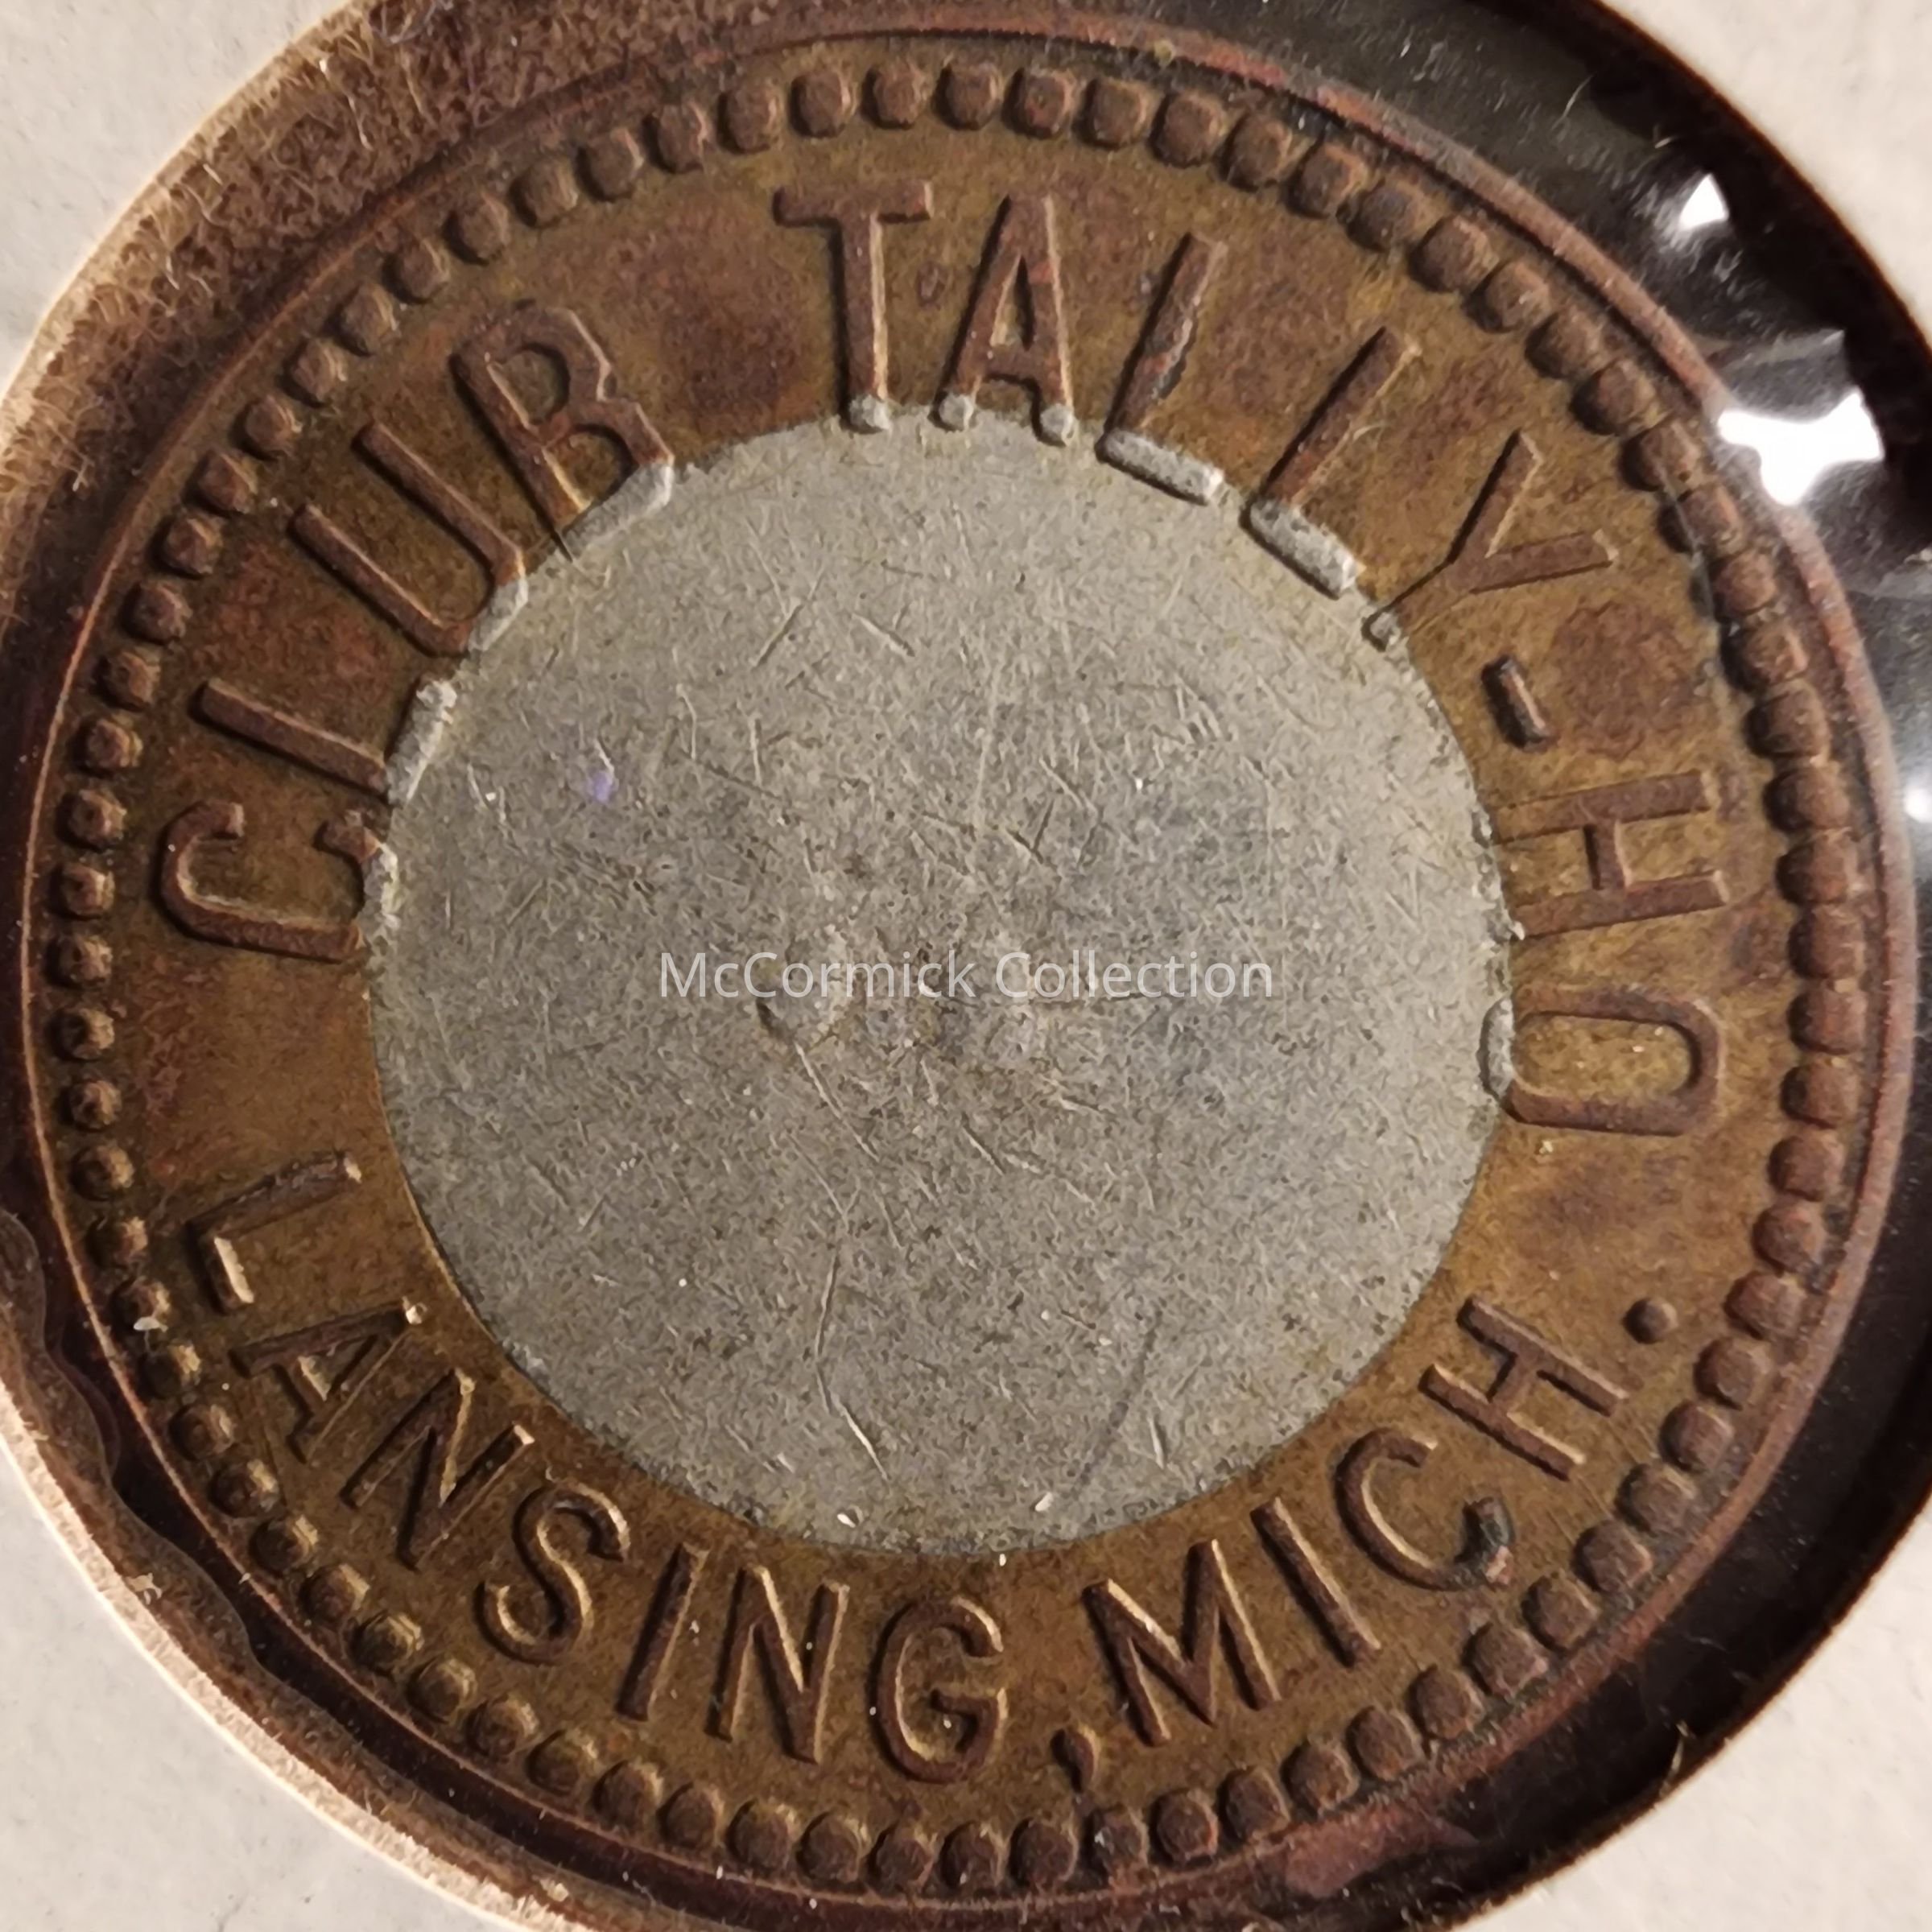 CLUB TALLY-HO
LANSING, MICH.
McCormick Collection